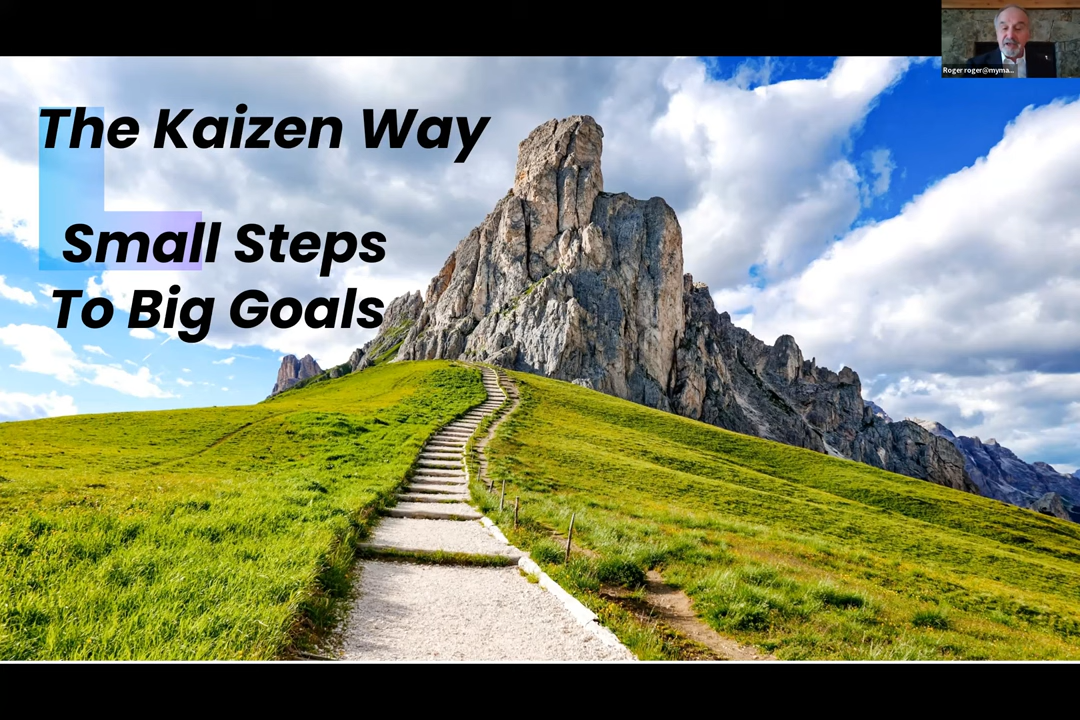 The Kaizen Way
Small Steps
To Big Goals
Roger roger@myma...